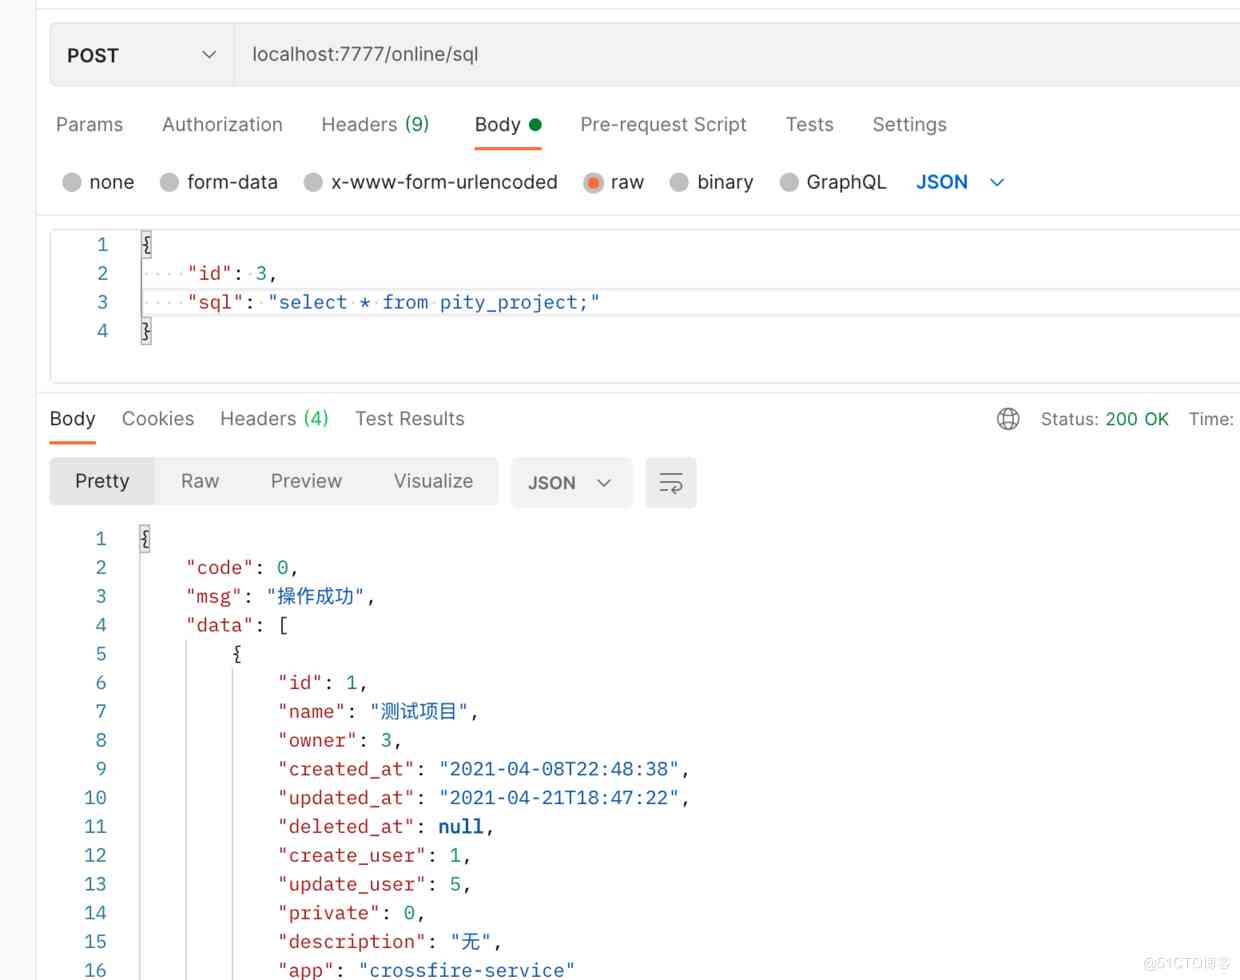 POST localhost:7777/online/sql
Params Authorization Headers (9) Body Pre-request Script Tests Settings
none form-data x-www-form-urlencoded raw binary GraphQL JSON
1 {
2 "id": 3,
3 "sql": "select * from pity_project;"
4 }
Body Cookies Headers (4) Test Results Status: 200 OK Time:
Pretty Raw Preview Visualize JSON
1 {
2 "code": 0,
3 "msg": "操作成功",
4 "data": [
5 {
6 "id": 1,
7 "name": "测试项目",
8 "owner": 3,
9 "created_at": "2021-04-08T22:48:38",
10 "updated_at": "2021-04-21T18:47:22",
11 "deleted_at": null,
12 "create_user": 1,
13 "update_user": 5,
14 "private": 0,
15 "description": "无",
16 "app": "crossfire-service"
@51CTO博客